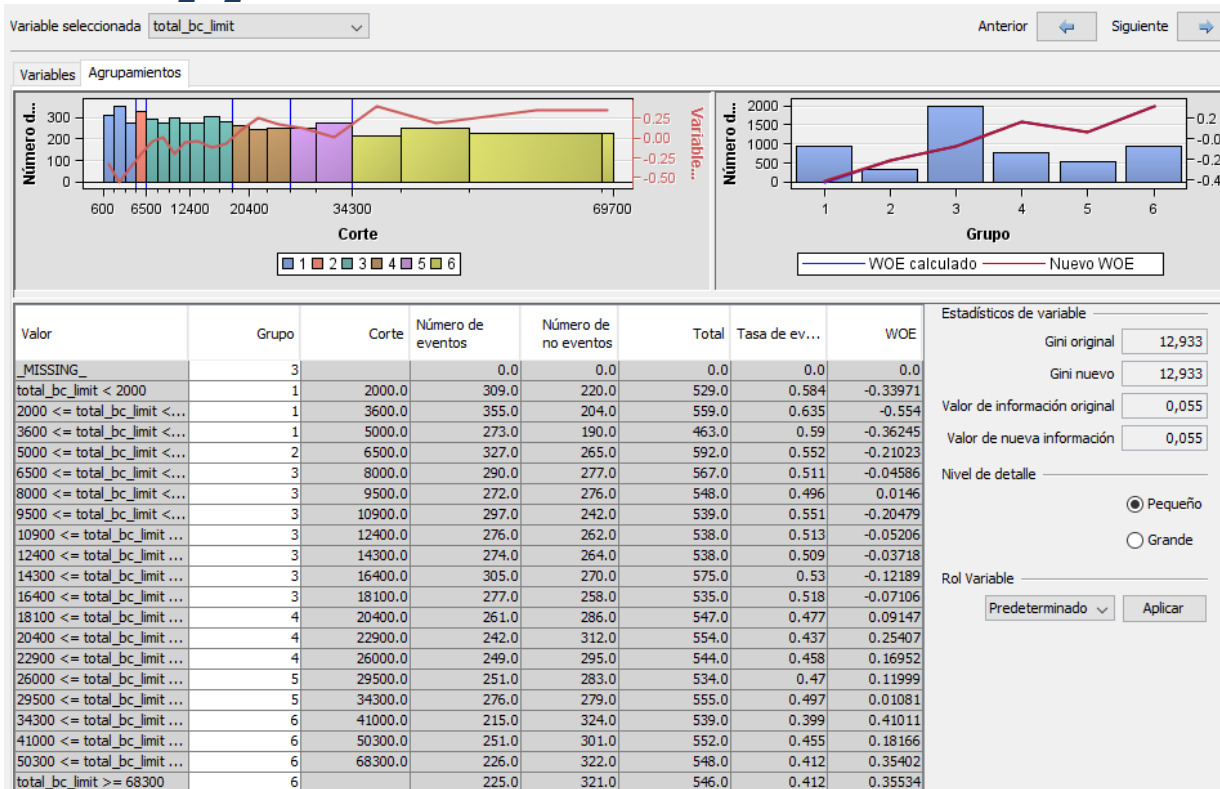 Variable seleccionada total_bc_limit Anterior Siguiente
Variables Agrupamientos
Número d...
300
200
100
0
0.25
0.00
-0.25
-0.50
Variable...
600 6500 12400 20400 34300 69700
Corte
1 2 3 4 5 6
Número d...
2000
1500
1000
500
0
-0.2
-0.0
-0.2
-0.4
1 2 3 4 5 6
Grupo
WOE calculado Nuevo WOE
Valor Grupo Corte Número de eventos Número de no eventos Total Tasa de ev... WOE
_MISSING_ 3 0.0 0.0 0.0 0.0 0.0
total_bc_limit < 2000 1 2000.0 309.0 220.0 529.0 0.584 -0.33971
2000 <= total_bc_limit <... 1 3600.0 355.0 204.0 559.0 0.635 -0.554
3600 <= total_bc_limit <... 1 5000.0 273.0 190.0 463.0 0.59 -0.36245
5000 <= total_bc_limit <... 2 6500.0 327.0 265.0 592.0 0.552 -0.21023
6500 <= total_bc_limit <... 3 8000.0 290.0 277.0 567.0 0.511 -0.04586
8000 <= total_bc_limit <... 3 9500.0 272.0 276.0 548.0 0.496 0.0146
9500 <= total_bc_limit <... 3 10900.0 297.0 242.0 539.0 0.551 -0.20479
10900 <= total_bc_limit ... 3 12400.0 276.0 262.0 538.0 0.513 -0.05206
12400 <= total_bc_limit ... 3 14300.0 274.0 264.0 538.0 0.509 -0.03718
14300 <= total_bc_limit ... 3 16400.0 305.0 270.0 575.0 0.53 -0.12189
16400 <= total_bc_limit ... 3 18100.0 277.0 258.0 535.0 0.518 -0.07106
18100 <= total_bc_limit ... 4 20400.0 261.0 286.0 547.0 0.477 0.09147
20400 <= total_bc_limit ... 4 22900.0 242.0 312.0 554.0 0.437 0.25407
22900 <= total_bc_limit ... 4 26000.0 249.0 295.0 544.0 0.458 0.16952
26000 <= total_bc_limit ... 5 29500.0 251.0 283.0 534.0 0.47 0.11999
29500 <= total_bc_limit ... 5 34300.0 276.0 279.0 555.0 0.497 0.01081
34300 <= total_bc_limit ... 6 41000.0 215.0 324.0 539.0 0.399 0.41011
41000 <= total_bc_limit ... 6 50300.0 251.0 301.0 552.0 0.455 0.18166
50300 <= total_bc_limit ... 6 68300.0 226.0 322.0 548.0 0.412 0.35402
total_bc_limit >= 68300 6 225.0 321.0 546.0 0.412 0.35534
Estadísticos de variable
Gini original 12,933
Gini nuevo 12,933
Valor de información original 0,055
Valor de nueva información 0,055
Nivel de detalle
Pequeño
Grande
Rol Variable
Predeterminado Aplicar